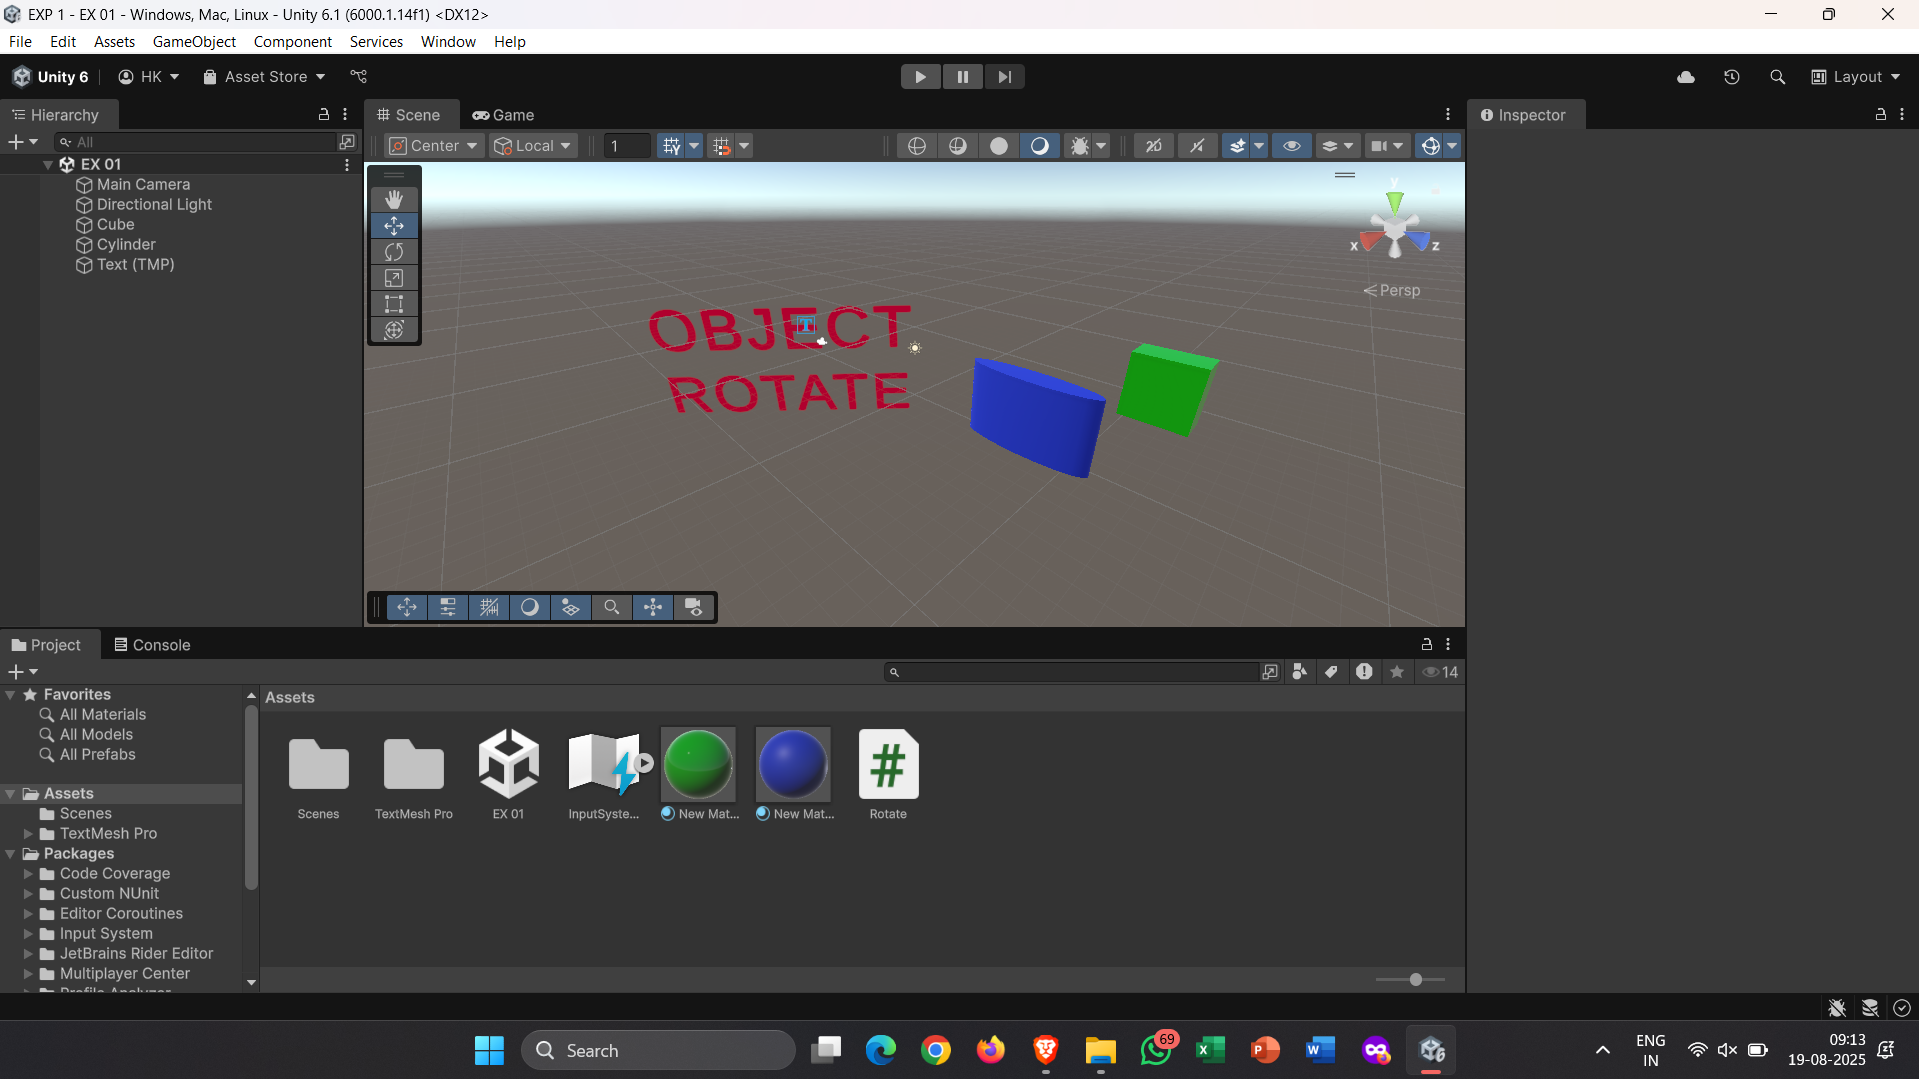 EXP 1 - EX 01 - Windows, Mac, Linux - Unity 6.1 (6000.1.14f1) <DX12>
File Edit Assets GameObject Component Services Window Help
Unity 6 HK Asset Store Layout
Hierarchy
All
EX 01
Main Camera
Directional Light
Cube
Cylinder
Text (TMP)
Scene Game
Center Local 1 2D
y
x z
Persp
OBJECT
ROTATE
Inspector
Project Console
14
Favorites
All Materials
All Models
All Prefabs
Assets
Scenes
TextMesh Pro
Packages
Code Coverage
Custom NUnit
Editor Coroutines
Input System
JetBrains Rider Editor
Multiplayer Center
Profile Analyzer
Assets
Scenes TextMesh Pro EX 01 InputSyste... New Mat... New Mat... Rotate
Search
69
ENG
IN
09:13
19-08-2025